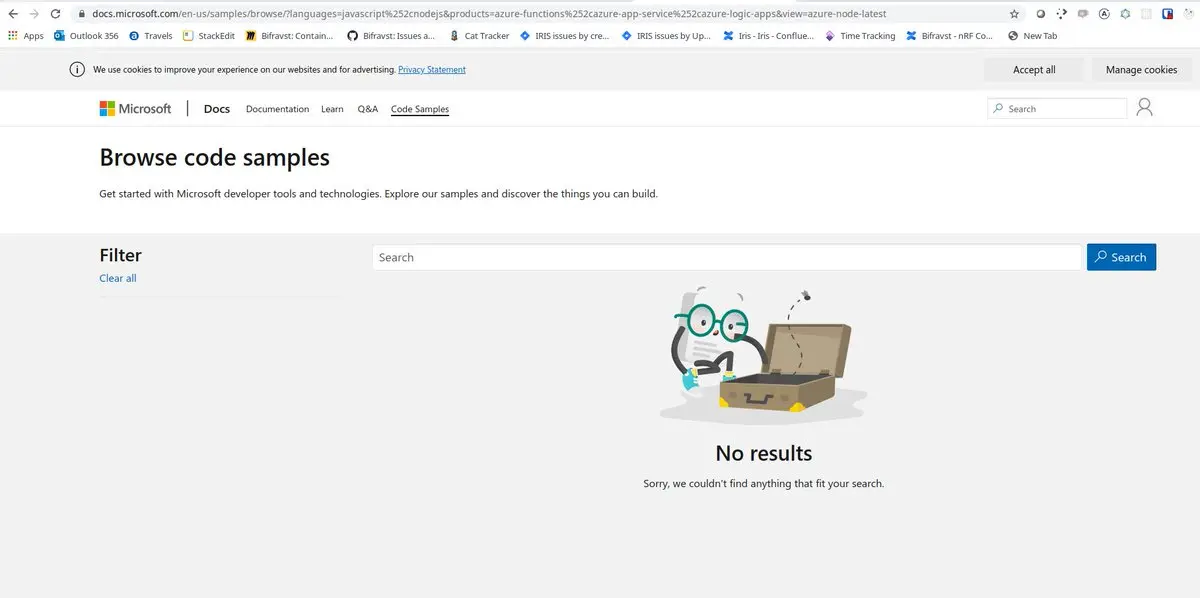 docs.microsoft.com/en-us/samples/browse/?languages=javascript%252cnodejs&products=azure-functions%252cazure-app-service%252cazure-logic-apps&view=azure-node-latest
Apps Outlook 356 Travels StackEdit Bifravst: Contain... Bifravst: Issues a... Cat Tracker IRIS issues by cre... IRIS issues by Up... Iris - Iris - Conflue... Time Tracking Bifravst - nRF Co... New Tab
We use cookies to improve your experience on our websites and for advertising. Privacy Statement Accept all Manage cookies
Microsoft Docs Documentation Learn Q&A Code Samples Search
Browse code samples
Get started with Microsoft developer tools and technologies. Explore our samples and discover the things you can build.
Filter Search Search
Clear all
No results
Sorry, we couldn't find anything that fit your search.